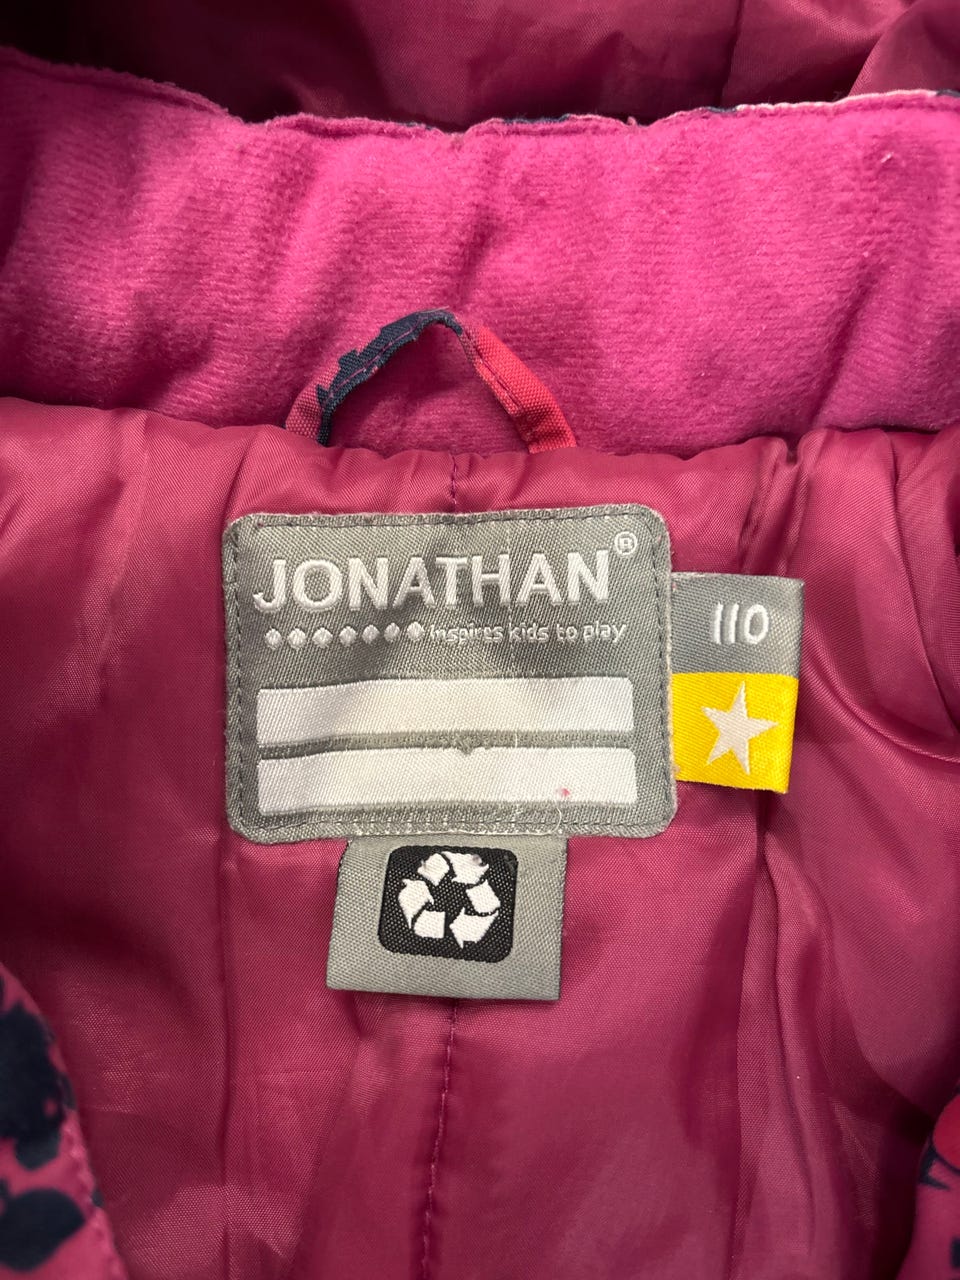 JONATHAN®
Inspires kids to play
110